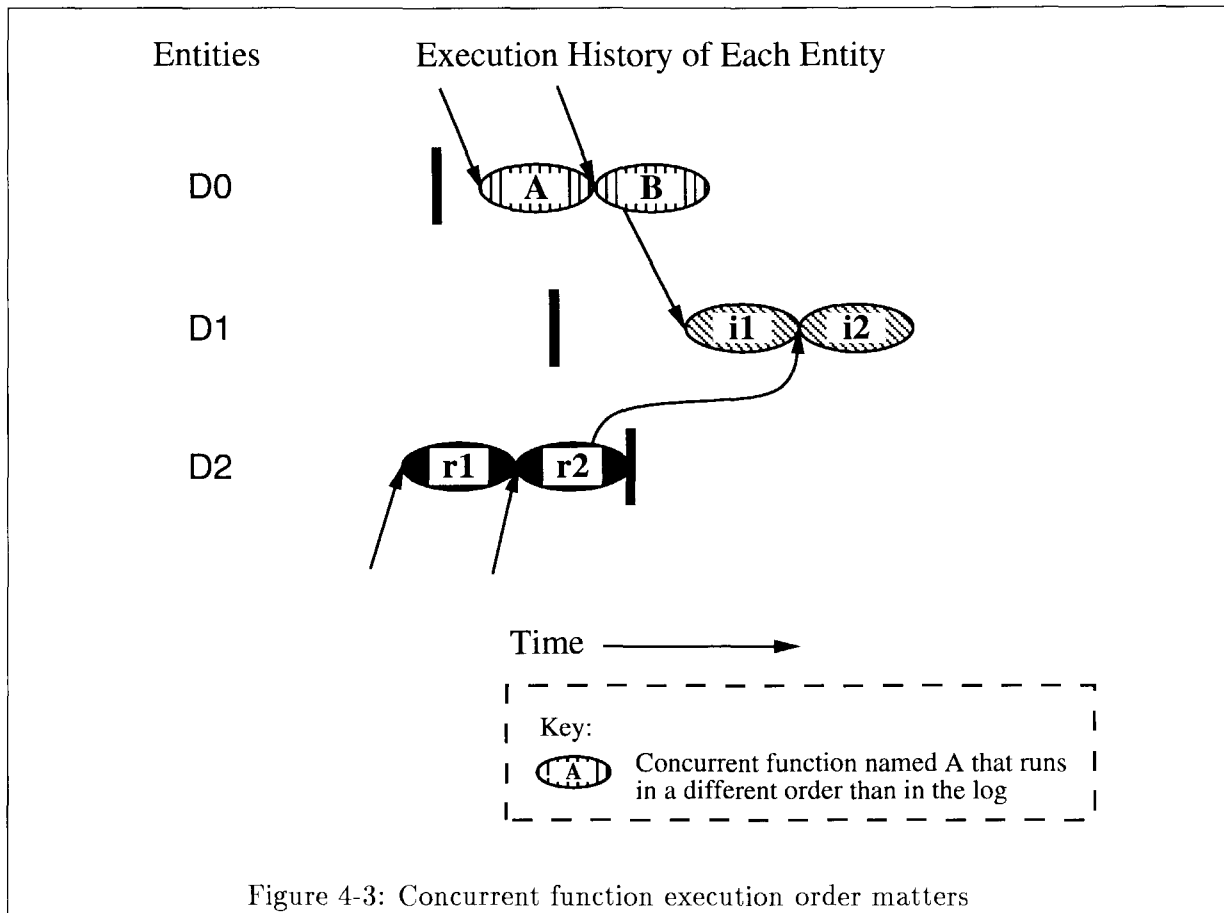 Entities
Execution History of Each Entity
D0
A
B
D1
i1
i2
D2
r1
r2
Time
Key:
A
Concurrent function named A that runs
in a different order than in the log
Figure 4-3: Concurrent function execution order matters